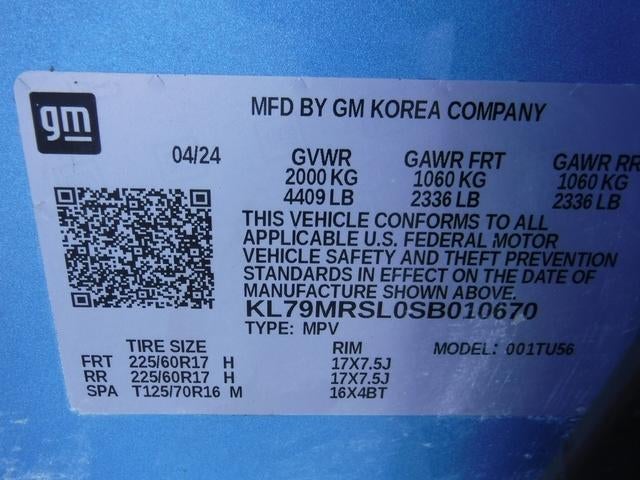 gm
MFD BY GM KOREA COMPANY
04/24 GVWR GAWR FRT GAWR RR
2000 KG 1060 KG 1060 KG
4409 LB 2336 LB 2336 LB
THIS VEHICLE CONFORMS TO ALL
APPLICABLE U.S. FEDERAL MOTOR
VEHICLE SAFETY AND THEFT PREVENTION
STANDARDS IN EFFECT ON THE DATE OF
MANUFACTURE SHOWN ABOVE.
KL79MRSL0SB010670
TYPE: MPV
TIRE SIZE RIM MODEL: 001TU56
FRT 225/60R17 H 17X7.5J
RR 225/60R17 H 17X7.5J
SPA T125/70R16 M 16X4BT